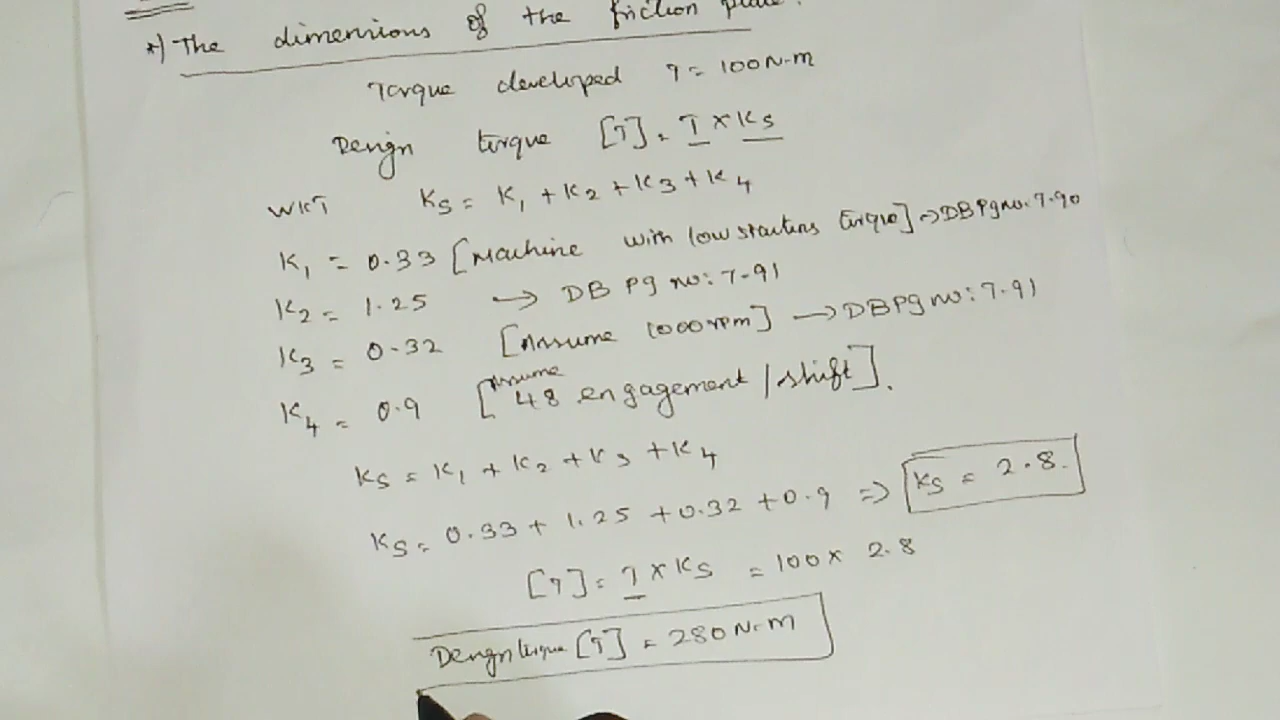 *) The dimensions of the friction plate.
Torque developed T = 100 N-m
Design torque [T] = T × Ks
WKT Ks = K1 + K2 + K3 + K4
K1 = 0.33 [Machine with low starting torque] → DB Pg no. 7.90
K2 = 1.25 → DB Pg no: 7.91
K3 = 0.32 [Assume 1000 rpm] → DB Pg no: 7.91
K4 = 0.9 [Assume 48 engagement / shift].
Ks = K1 + K2 + K3 + K4
Ks = 0.33 + 1.25 + 0.32 + 0.9 => Ks = 2.8.
[T] = T × Ks = 100 × 2.8
Design torque [T] = 280 N-m